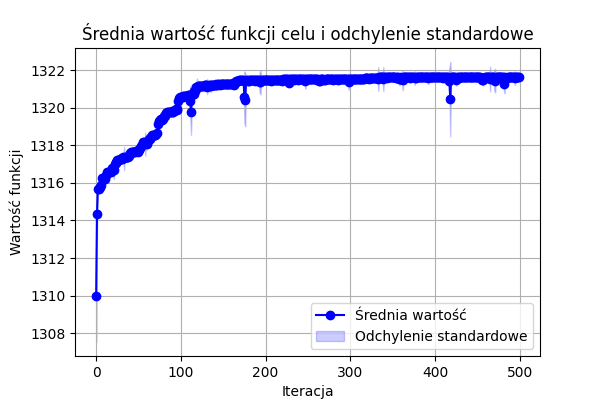 Średnia wartość funkcji celu i odchylenie standardowe
1322
1320
1318
1316
1314
1312
1310
1308
Wartość funkcji
0 100 200 300 400 500
Iteracja
Średnia wartość
Odchylenie standardowe